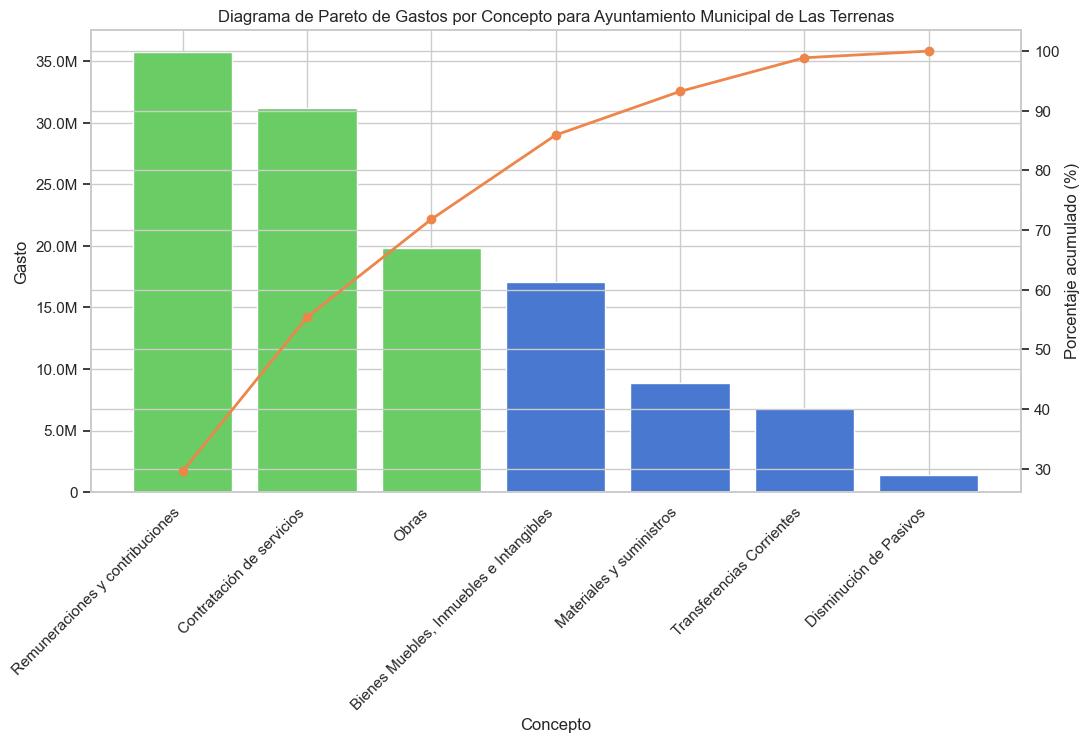 Diagrama de Pareto de Gastos por Concepto para Ayuntamiento Municipal de Las Terrenas
Gasto
35.0M
30.0M
25.0M
20.0M
15.0M
10.0M
5.0M
0
100
90
80
70
60
50
40
30
Porcentaje acumulado (%)
Remuneraciones y contribuciones
Contratación de servicios
Obras
Bienes Muebles, Inmuebles e Intangibles
Materiales y suministros
Transferencias Corrientes
Disminución de Pasivos
Concepto